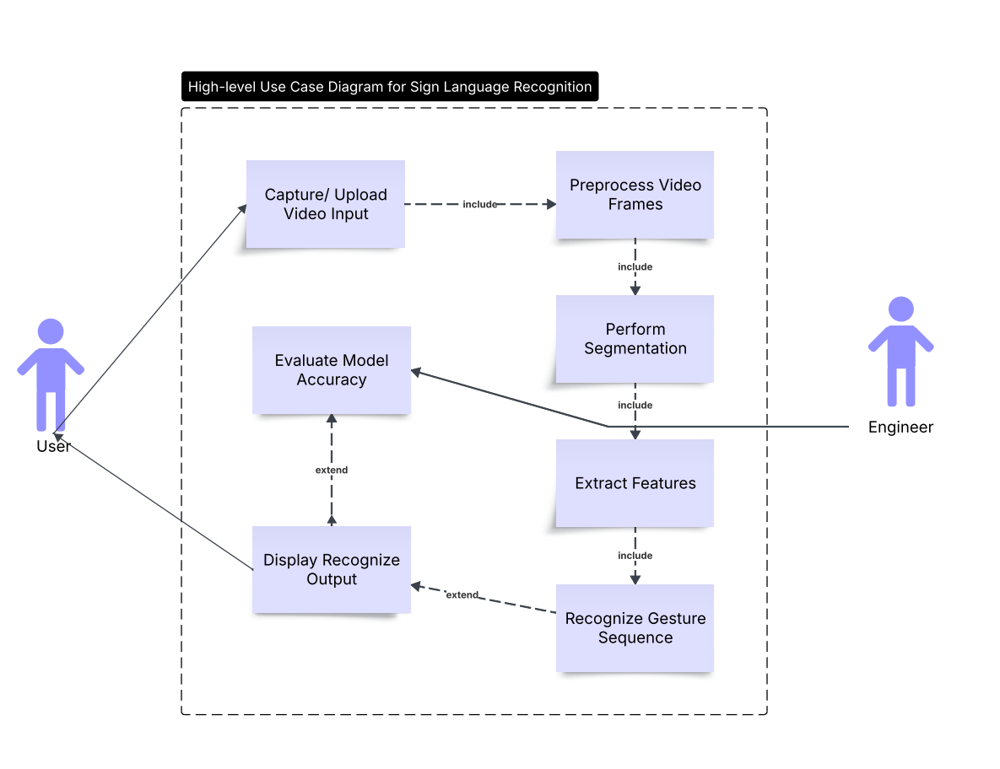 High-level Use Case Diagram for Sign Language Recognition
Capture/ Upload
Video Input
include
Preprocess Video
Frames
include
Perform
Segmentation
include
Extract Features
include
Recognize Gesture
Sequence
extend
Display Recognize
Output
extend
Evaluate Model
Accuracy
User
Engineer